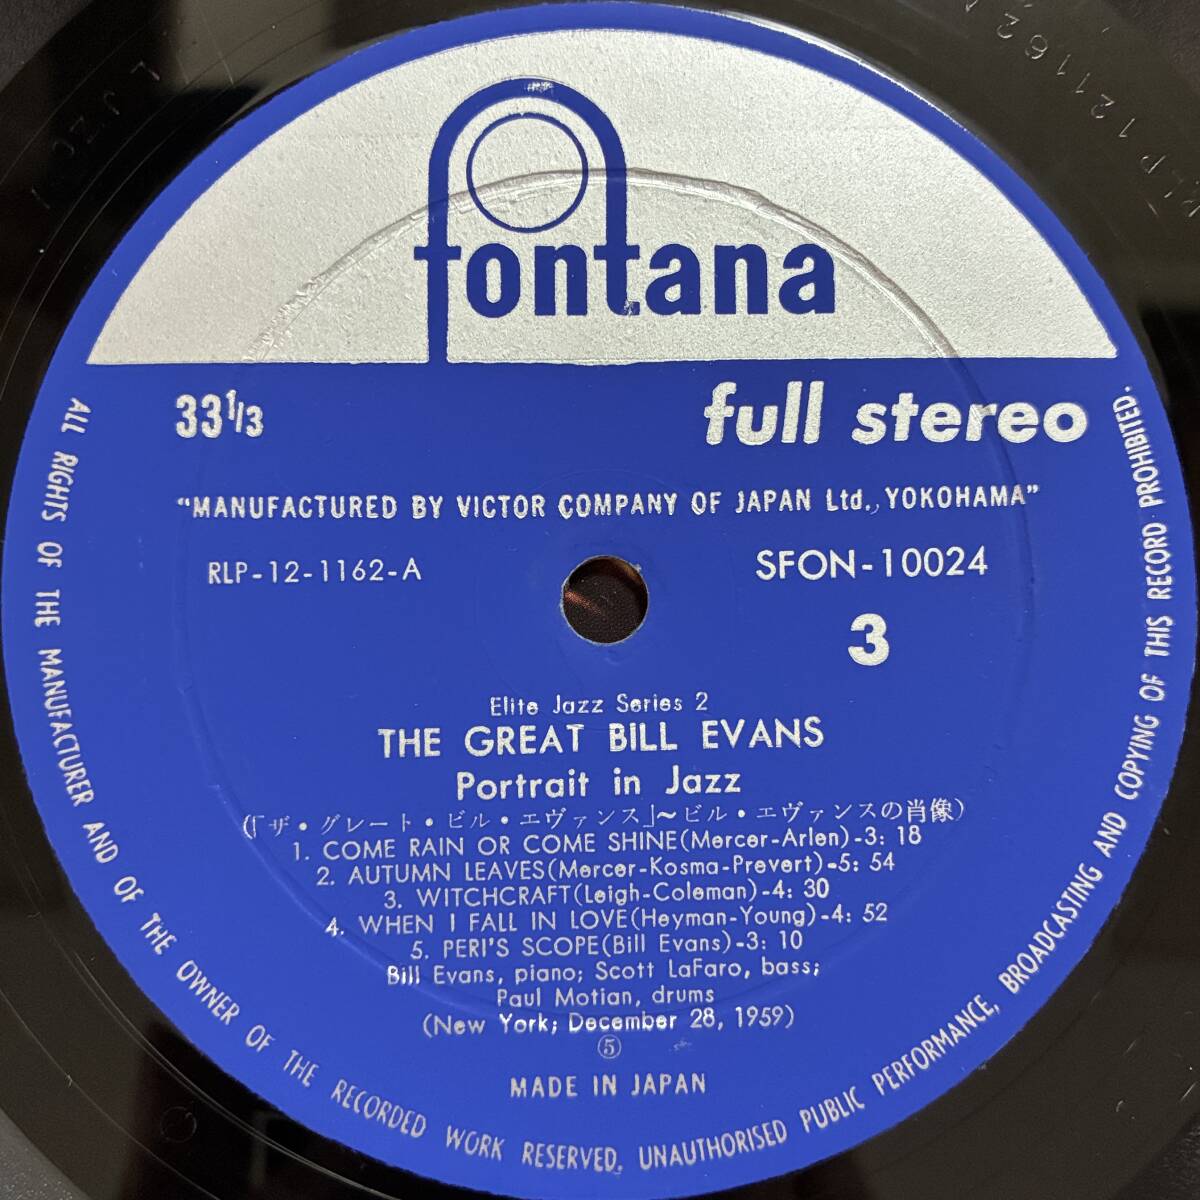 fontana
33 1/3
full stereo
"MANUFACTURED BY VICTOR COMPANY OF JAPAN Ltd., YOKOHAMA"
RLP-12-1162-A
SFON-10024
3
Elite Jazz Series 2
THE GREAT BILL EVANS
Portrait in Jazz
(「ザ・グレート・ビル・エヴァンス」〜ビル・エヴァンスの肖像)
1. COME RAIN OR COME SHINE(Mercer-Arlen)-3: 18
2. AUTUMN LEAVES(Mercer-Kosma-Prevert)-5: 54
3. WITCHCRAFT(Leigh-Coleman)-4: 30
4. WHEN I FALL IN LOVE(Heyman-Young)-4: 52
5. PERI'S SCOPE(Bill Evans)-3: 10
Bill Evans, piano; Scott LaFaro, bass;
Paul Motian, drums
(New York; December 28, 1959)
⑤
MADE IN JAPAN
ALL RIGHTS OF THE MANUFACTURER AND OF THE OWNER OF THE RECORDED WORK RESERVED. UNAUTHORISED PUBLIC PERFORMANCE, BROADCASTING AND COPYING OF THIS RECORD PROHIBITED.